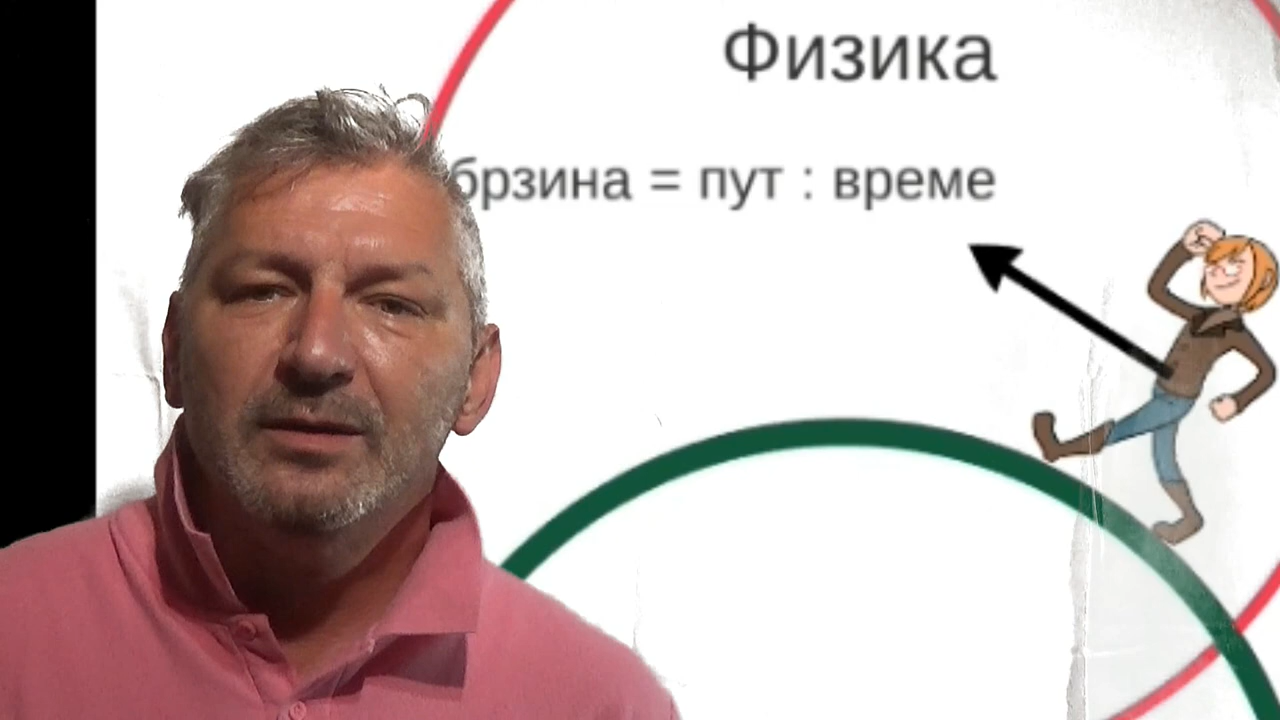 Физика
брзина = пут : време